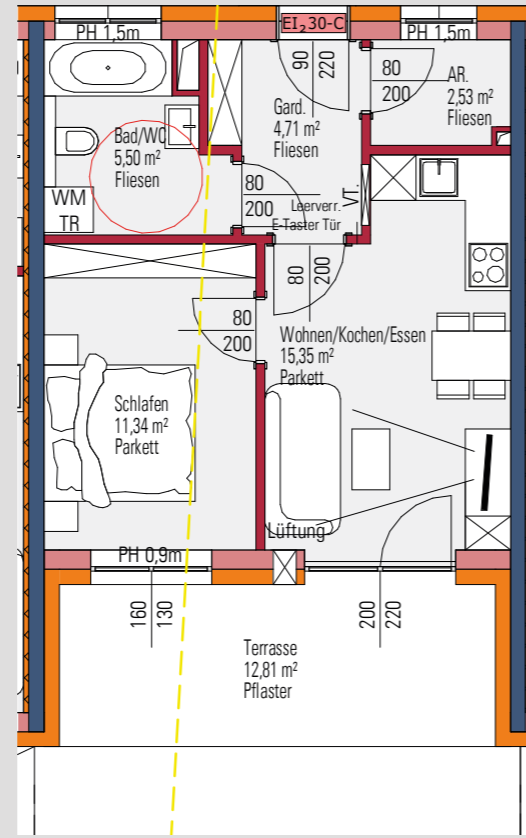 EI₂30-C
PH 1,5m
PH 1,5m
90
220
80
200
AR.
2,53 m²
Fliesen
Gard.
4,71 m²
Fliesen
Bad/WC
5,50 m²
Fliesen
WM
TR
80
200
Leerverr.
E-Taster Tür
VT.
80
200
80
200
Wohnen/Kochen/Essen
15,35 m²
Parkett
Schlafen
11,34 m²
Parkett
Lüftung
PH 0,9m
160
130
200
220
Terrasse
12,81 m²
Pflaster